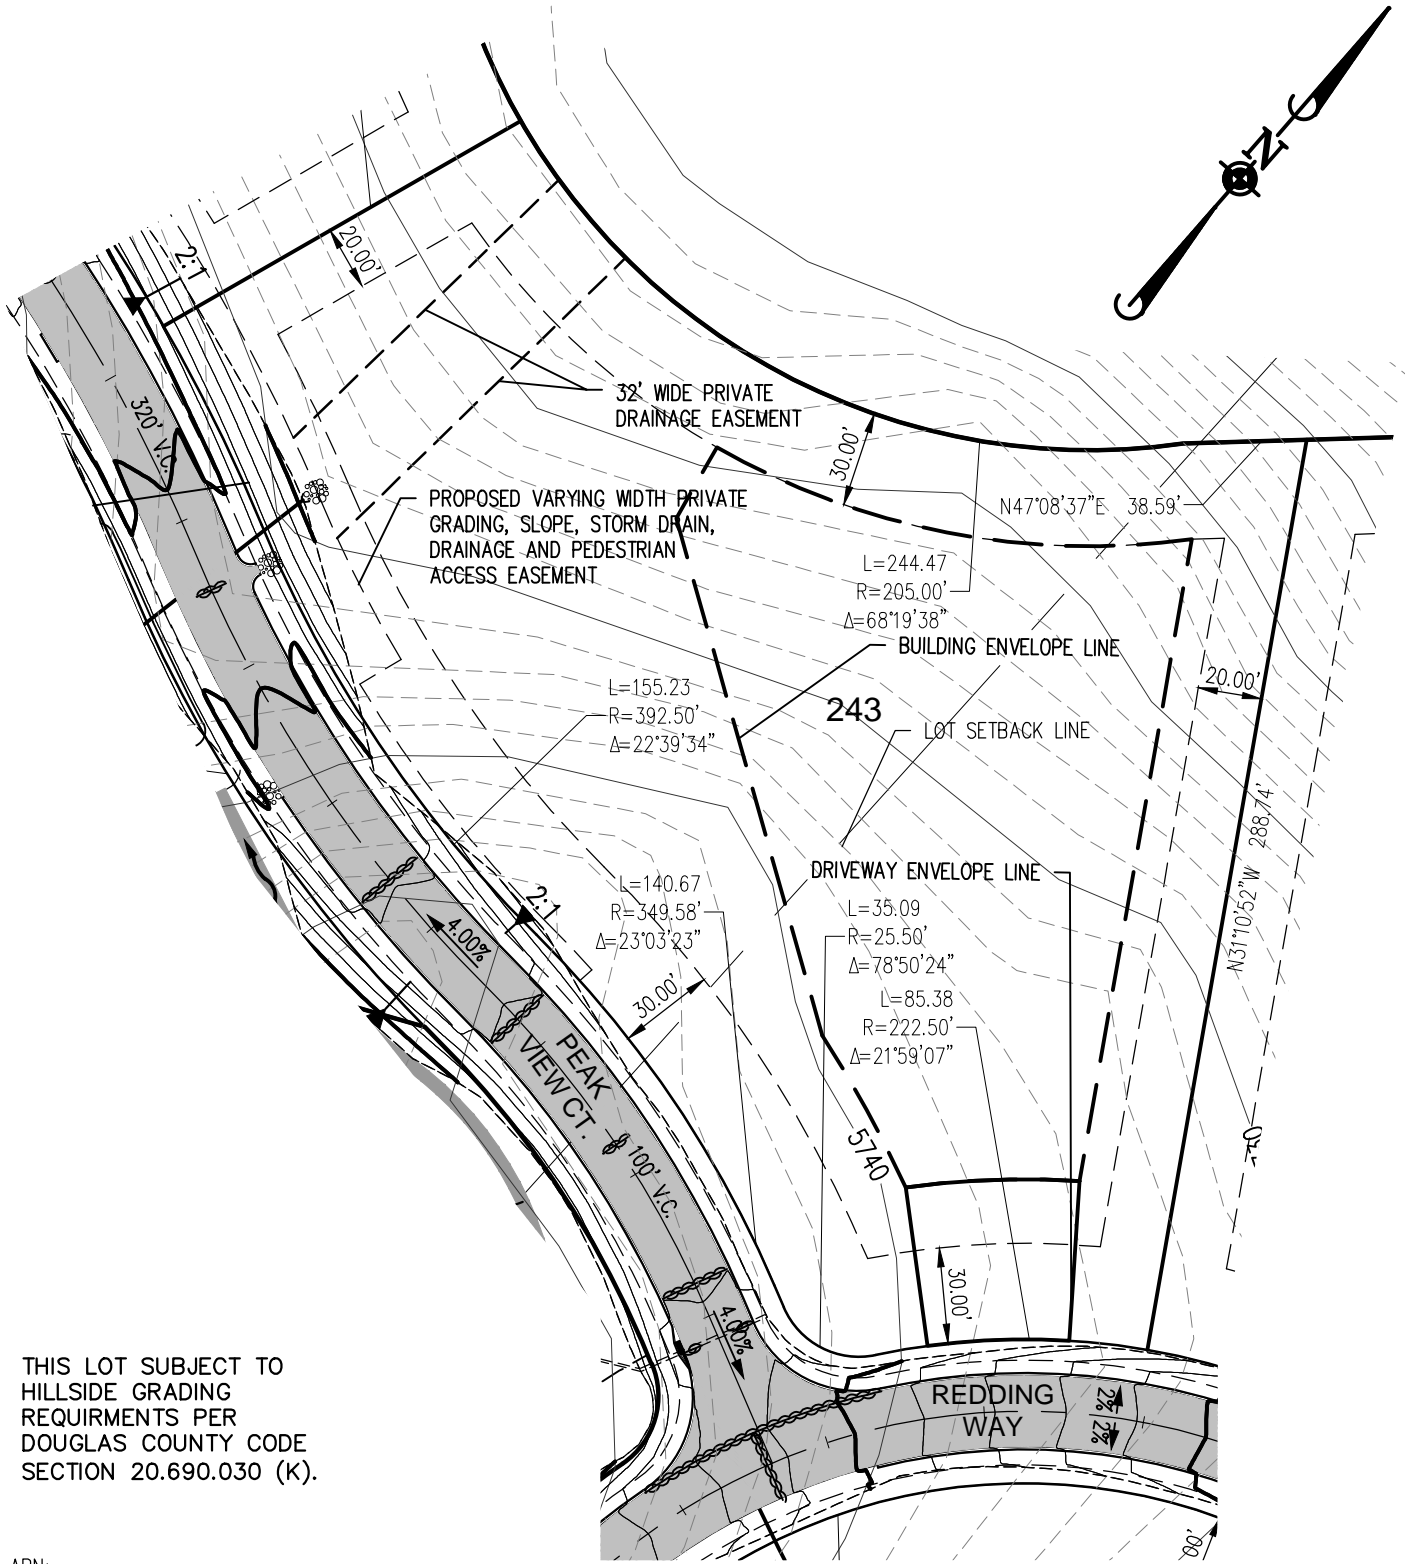 N
2:1
20.00'
32' WIDE PRIVATE
DRAINAGE EASEMENT
320' V.C.
30.00'
PROPOSED VARYING WIDTH PRIVATE
GRADING, SLOPE, STORM DRAIN,
DRAINAGE AND PEDESTRIAN
ACCESS EASEMENT
N47°08'37"E 38.59'
L=244.47
R=205.00'
Δ=68°19'38"
BUILDING ENVELOPE LINE
L=155.23
R=392.50'
Δ=22°39'34"
243
20.00'
LOT SETBACK LINE
N31°10'52"W 288.74'
DRIVEWAY ENVELOPE LINE
L=140.67
R=349.58'
Δ=23°03'23"
2:1
4.00%
L=35.09
R=25.50'
Δ=78°50'24"
30.00'
L=85.38
R=222.50'
Δ=21°59'07"
PEAK
VIEW CT.
100' V.C.
5740
30.00'
4.00%
THIS LOT SUBJECT TO
HILLSIDE GRADING
REQUIRMENTS PER
DOUGLAS COUNTY CODE
SECTION 20.690.030 (K).
REDDING
WAY
2%
2%
APN: